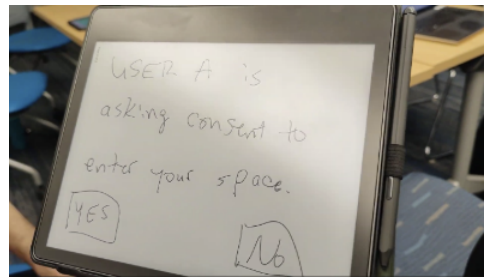 USER A is
asking consent to
enter your space.
YES
No